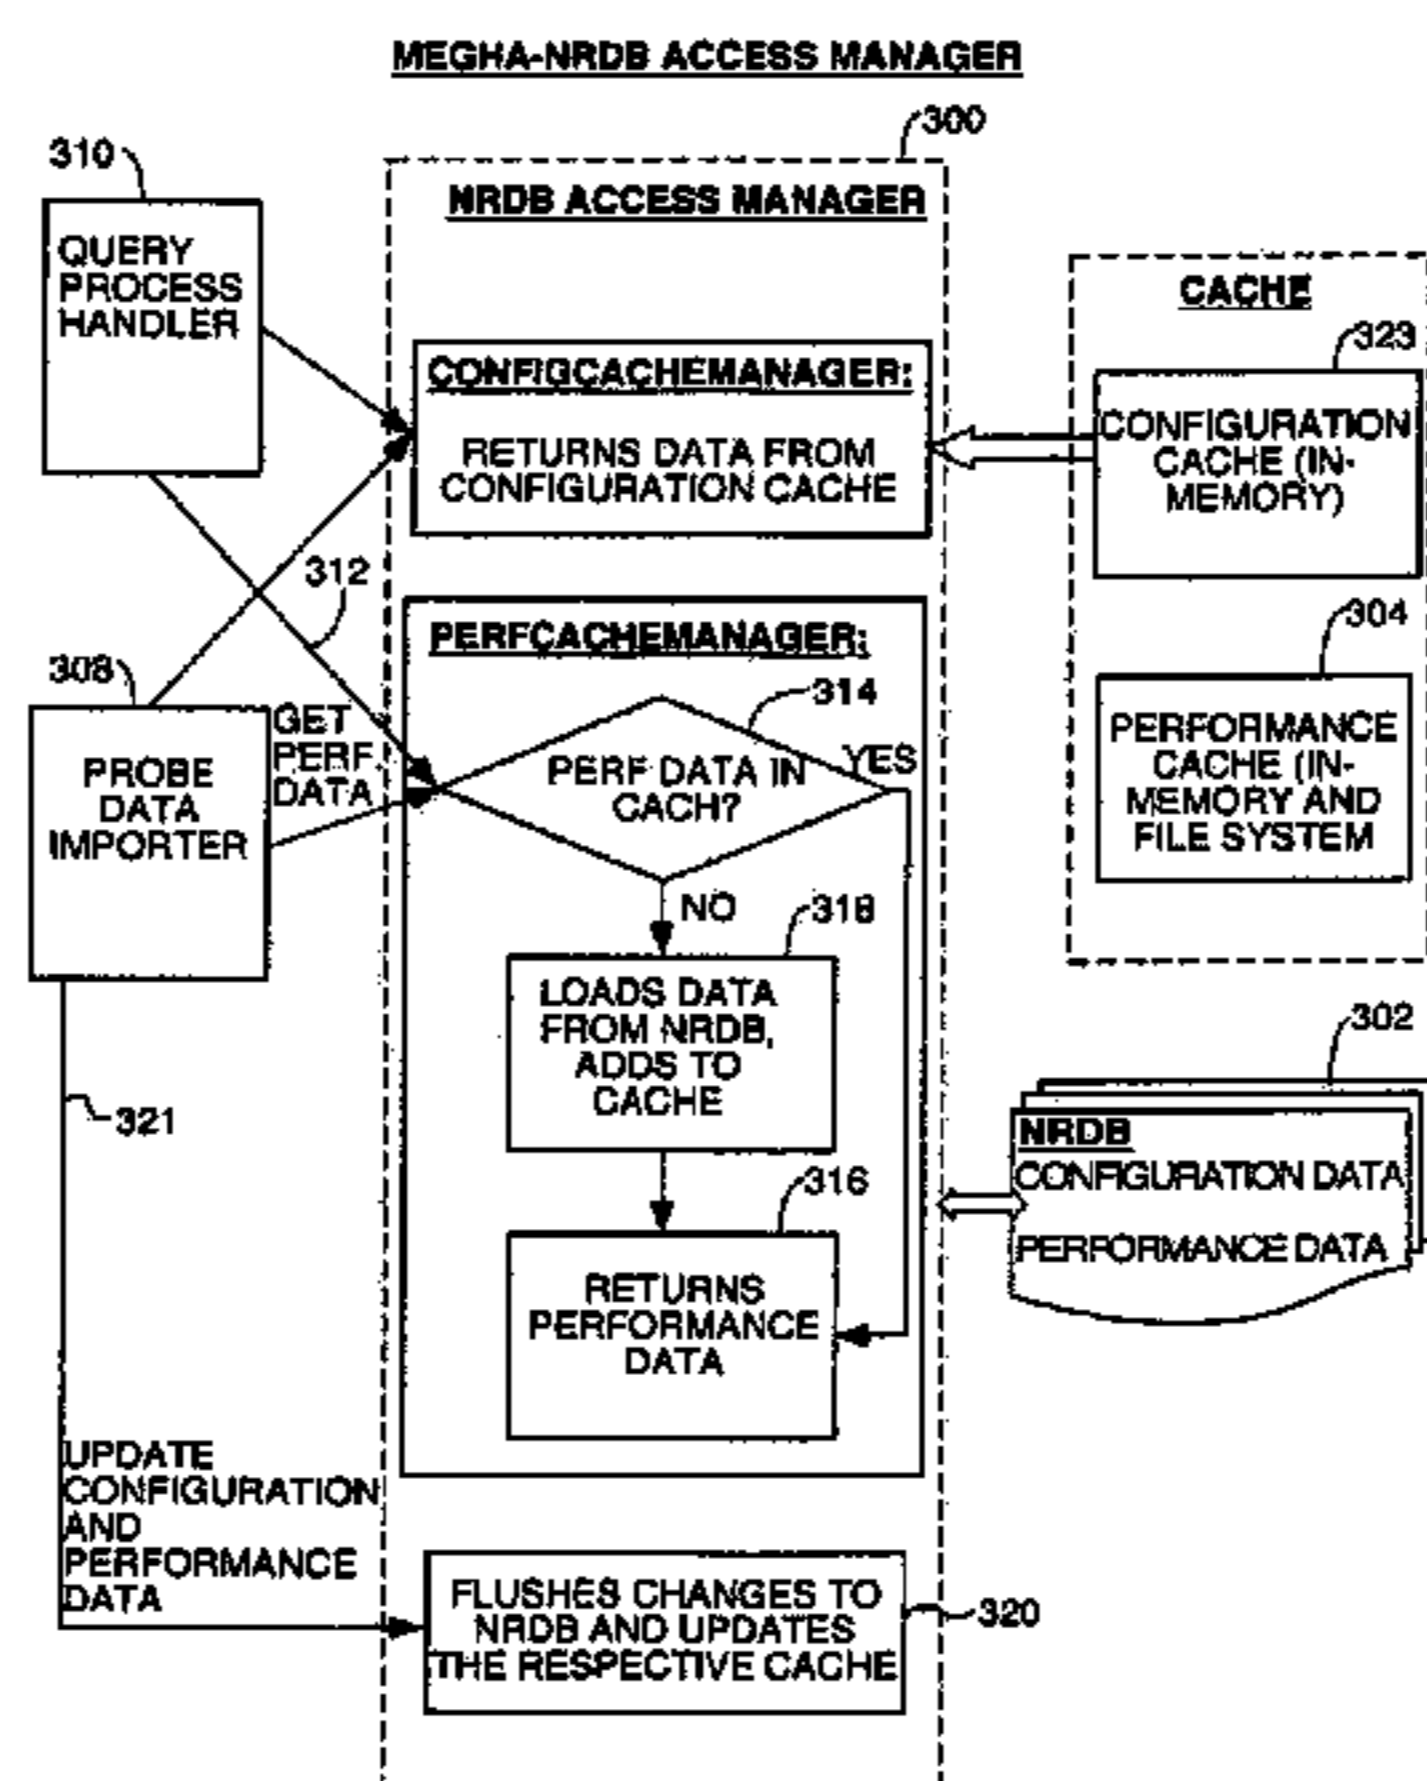 MEGHA-NRDB ACCESS MANAGER
300
310
NRDB ACCESS MANAGER
QUERY
PROCESS
HANDLER
CACHE
323
CONFIGCACHEMANAGER:
RETURNS DATA FROM
CONFIGURATION CACHE
CONFIGURATION
CACHE (IN-
MEMORY)
312
304
PERFCACHEMANAGER:
308
314
GET
PERF.
DATA
PROBE
DATA
IMPORTER
PERF DATA IN
CACH?
YES
PERFORMANCE
CACHE (IN-
MEMORY AND
FILE SYSTEM
NO
318
LOADS DATA
FROM NRDB,
ADDS TO
CACHE
302
321
NRDB
CONFIGURATION DATA
PERFORMANCE DATA
316
RETURNS
PERFORMANCE
DATA
UPDATE
CONFIGURATION
AND
PERFORMANCE
DATA
FLUSHES CHANGES TO
NRDB AND UPDATES
THE RESPECTIVE CACHE
320